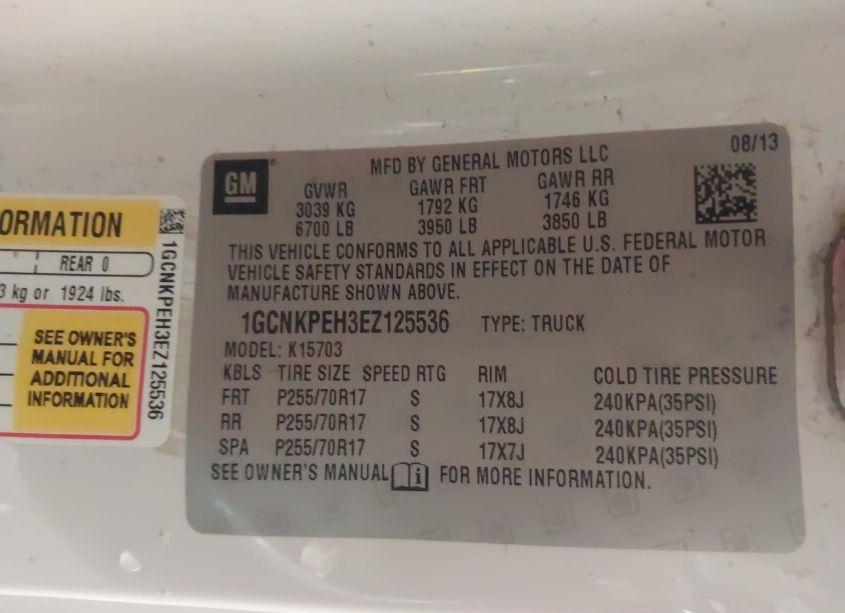 ORMATION
REAR 0
3 kg or 1924 lbs.
SEE OWNER'S
MANUAL FOR
ADDITIONAL
INFORMATION
1GCNKPEH3EZ125536
GM
MFD BY GENERAL MOTORS LLC
08/13
GVWR GAWR FRT GAWR RR
3039 KG 1792 KG 1746 KG
6700 LB 3950 LB 3850 LB
THIS VEHICLE CONFORMS TO ALL APPLICABLE U.S. FEDERAL MOTOR
VEHICLE SAFETY STANDARDS IN EFFECT ON THE DATE OF
MANUFACTURE SHOWN ABOVE.
1GCNKPEH3EZ125536 TYPE: TRUCK
MODEL: K15703
KBLS TIRE SIZE SPEED RTG RIM COLD TIRE PRESSURE
FRT P255/70R17 S 17X8J 240KPA(35PSI)
RR P255/70R17 S 17X8J 240KPA(35PSI)
SPA P255/70R17 S 17X7J 240KPA(35PSI)
SEE OWNER'S MANUAL i FOR MORE INFORMATION.